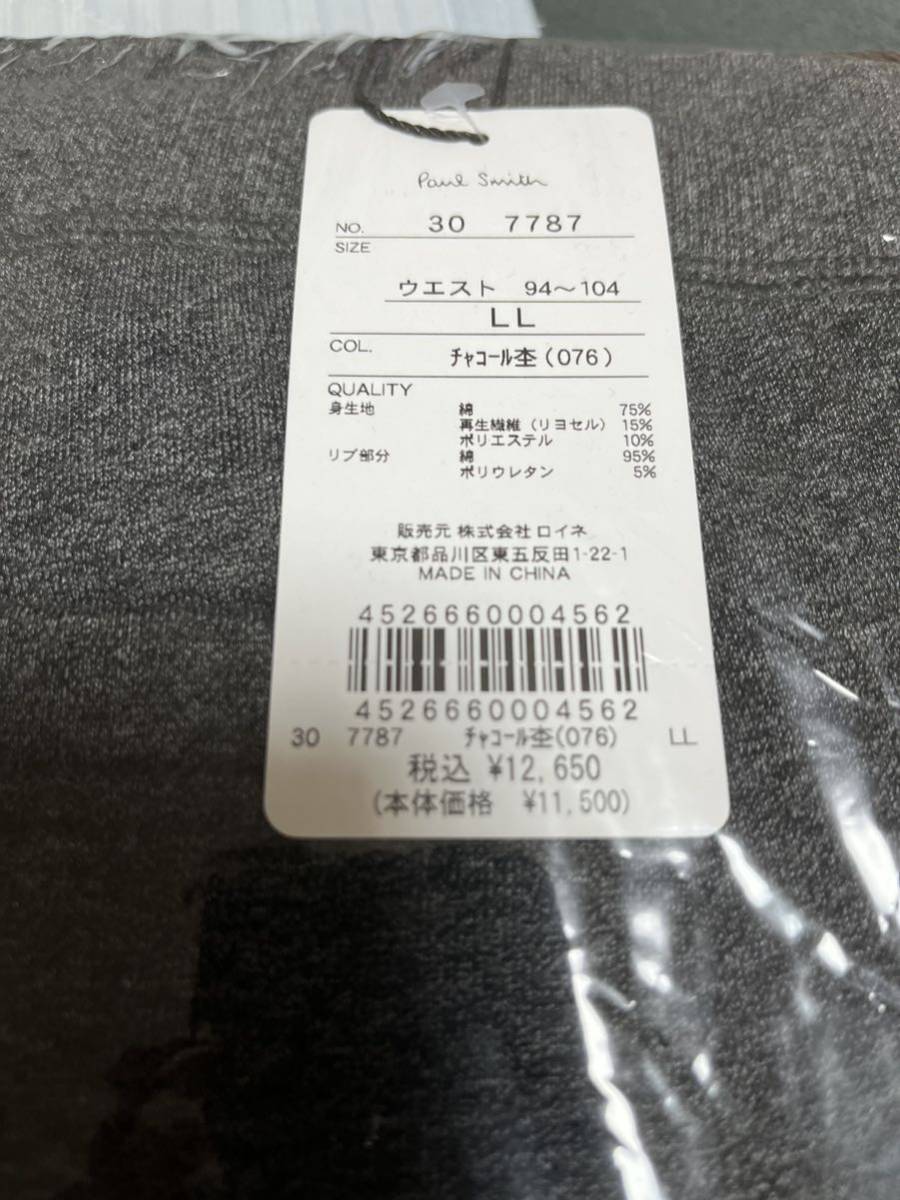 Paul Smith
NO. 30 7787
SIZE
ウエスト 94～104
LL
COL. ﾁｬｺｰﾙ杢(076)
QUALITY
身生地 綿 75%
再生繊維（リヨセル） 15%
ポリエステル 10%
リブ部分 綿 95%
ポリウレタン 5%
販売元 株式会社 ロイネ
東京都品川区東五反田1-22-1
MADE IN CHINA
4526660004562
4526660004562
30 7787 ﾁｬｺｰﾙ杢(076) LL
税込 ¥12,650
(本体価格 ¥11,500)